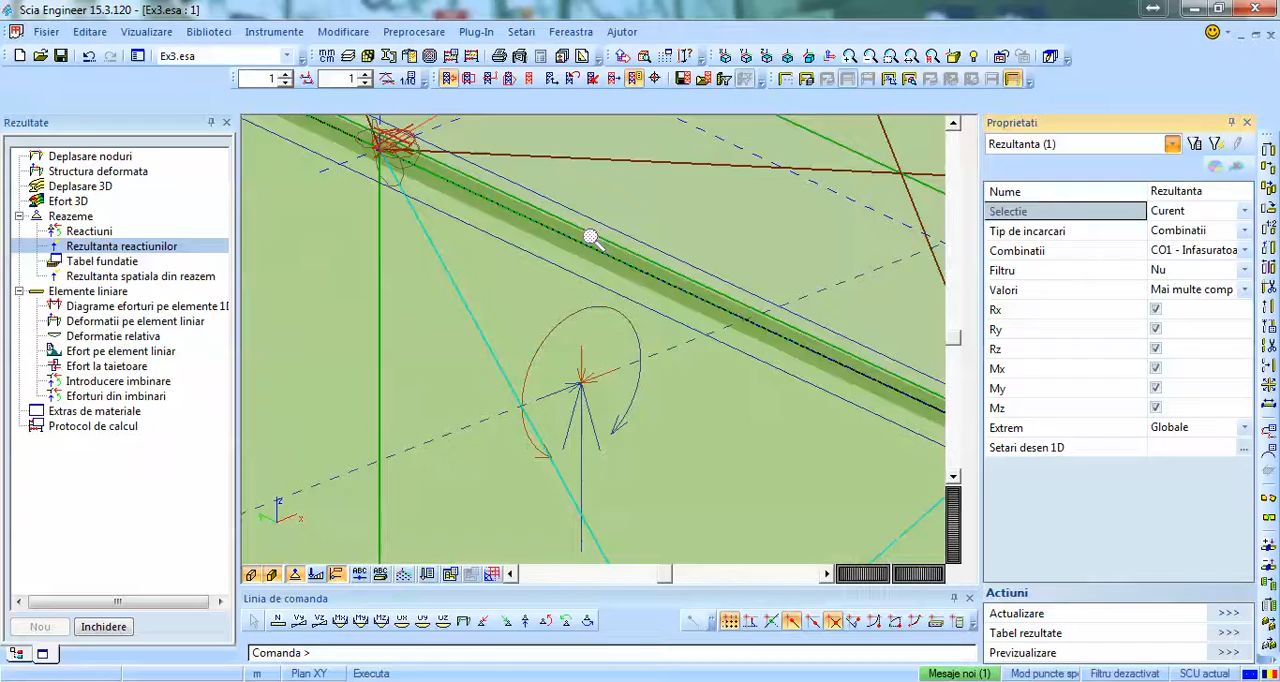 Scia Engineer 15.3.120 - [Ex3.esa : 1]
Fisier Editare Vizualizare Biblioteci Instrumente Modificare Preprocesare Plug-In Setari Fereastra Ajutor
Ex3.esa
1 1
Rezultate
Deplasare noduri
Structura deformata
Deplasare 3D
Efort 3D
Reazeme
Reactiuni
Rezultanta reactiunilor
Tabel fundatie
Rezultanta spatiala din reazem
Elemente liniare
Diagrame eforturi pe elemente 1D
Deformatii pe element liniar
Deformatie relativa
Efort pe element liniar
Efort la taietoare
Introducere imbinare
Eforturi din imbinari
Extras de materiale
Protocol de calcul
Nou Inchidere
z
x
Proprietati
Rezultanta (1)
Nume Rezultanta
Selectie Curent
Tip de incarcari Combinatii
Combinatii CO1 - Infasuratoa
Filtru Nu
Valori Mai multe comp
Rx
Ry
Rz
Mx
My
Mz
Extrem Globale
Setari desen 1D ...
Actiuni
Actualizare >>>
Tabel rezultate >>>
Previzualizare >>>
Linia de comanda
Comanda >
m Plan XY Executa Mesaje noi (1) Mod puncte sp Filtru dezactivat SCU actual